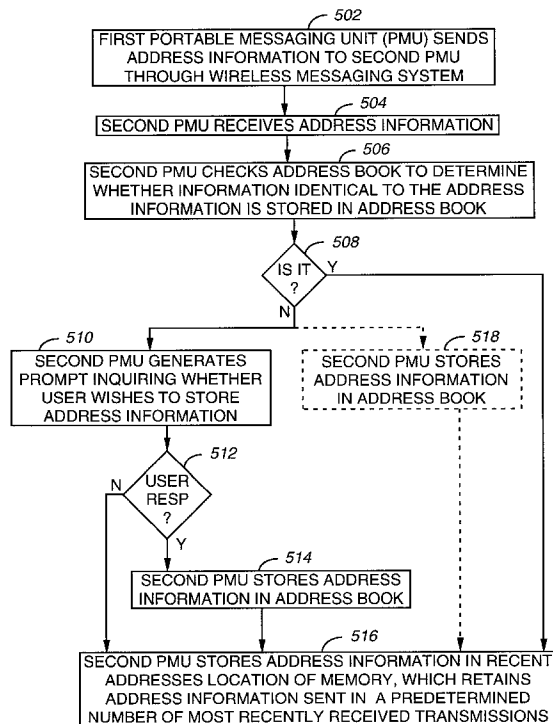 502
FIRST PORTABLE MESSAGING UNIT (PMU) SENDS
ADDRESS INFORMATION TO SECOND PMU
THROUGH WIRELESS MESSAGING SYSTEM
504
SECOND PMU RECEIVES ADDRESS INFORMATION
506
SECOND PMU CHECKS ADDRESS BOOK TO DETERMINE
WHETHER INFORMATION IDENTICAL TO THE ADDRESS
INFORMATION IS STORED IN ADDRESS BOOK
508
IS IT
?
Y
N
510
SECOND PMU GENERATES
PROMPT INQUIRING WHETHER
USER WISHES TO STORE
ADDRESS INFORMATION
518
SECOND PMU STORES
ADDRESS INFORMATION
IN ADDRESS BOOK
512
USER
RESP
?
N
Y
514
SECOND PMU STORES ADDRESS
INFORMATION IN ADDRESS BOOK
516
SECOND PMU STORES ADDRESS INFORMATION IN RECENT
ADDRESSES LOCATION OF MEMORY, WHICH RETAINS
ADDRESS INFORMATION SENT IN A PREDETERMINED
NUMBER OF MOST RECENTLY RECEIVED TRANSMISSIONS